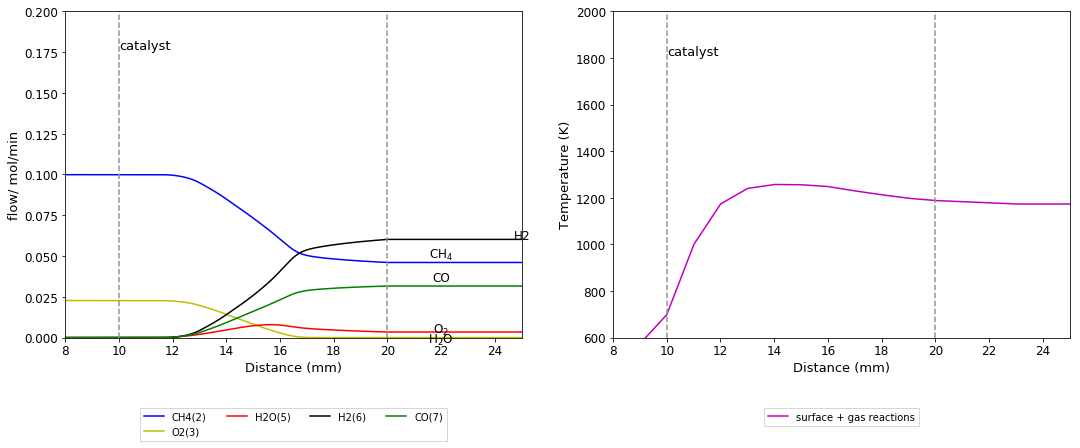 0.200
0.175
0.150
0.125
0.100
0.075
0.050
0.025
0.000
flow/ mol/min
catalyst
H2
CH₄
CO
O₂
H₂O
8 10 12 14 16 18 20 22 24
Distance (mm)
CH4(2) H2O(5) H2(6) CO(7)
O2(3)
2000
1800
1600
1400
1200
1000
800
600
Temperature (K)
catalyst
8 10 12 14 16 18 20 22 24
Distance (mm)
surface + gas reactions